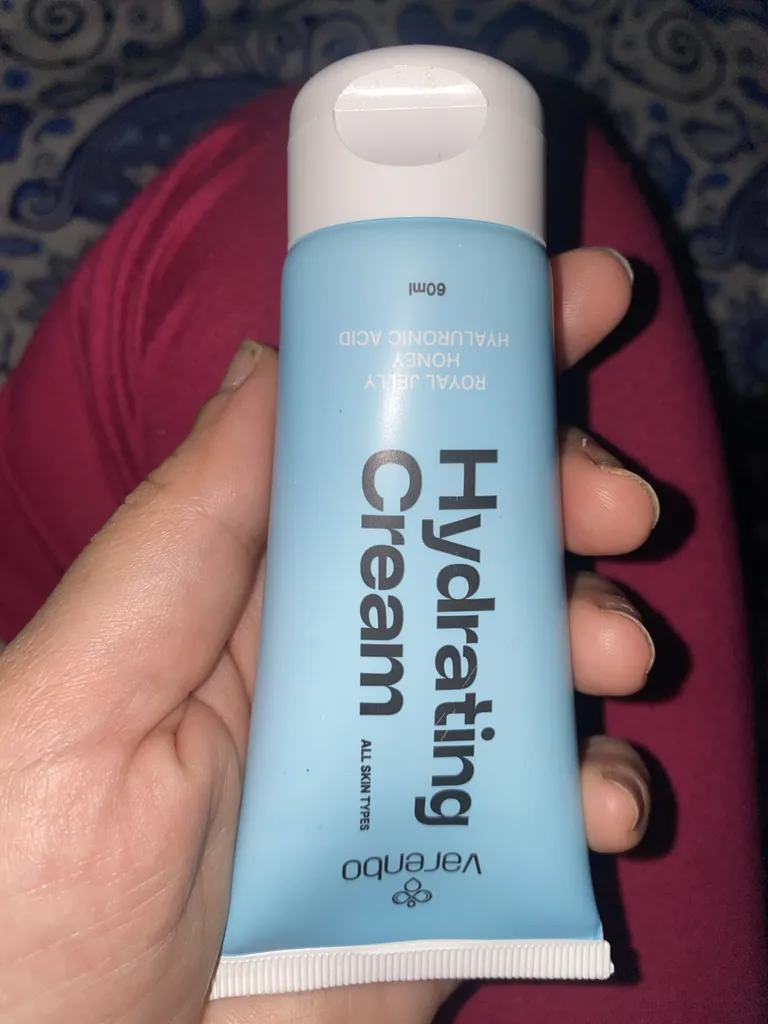 varenbo
Hydrating
Cream
ALL SKIN TYPES
ROYAL JELLY
HONEY
HYALURONIC ACID
60ml